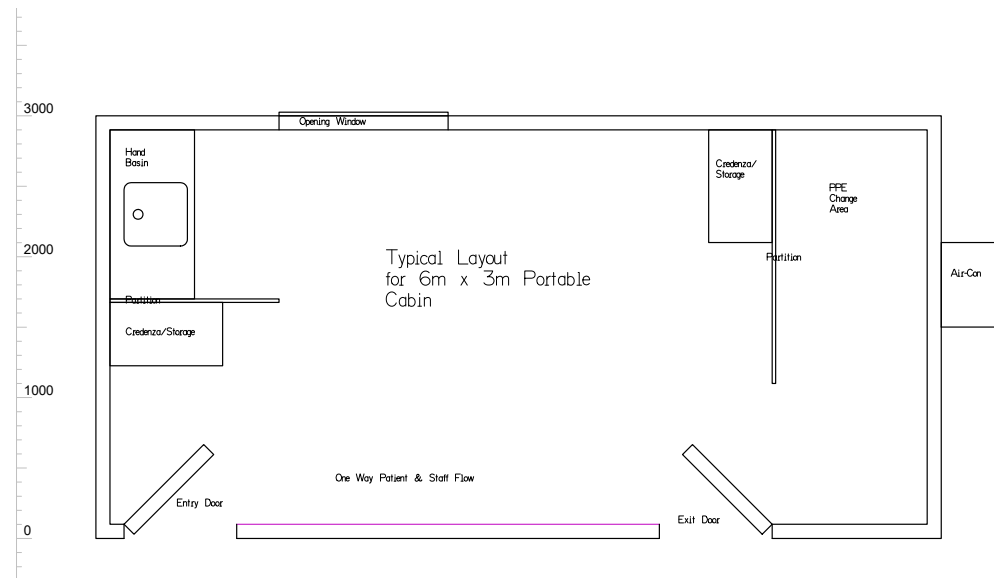 3000
Opening Window
Hand
Basin
Credenza/
Storage
PPE
Change
Area
2000
Typical Layout
for 6m x 3m Portable
Cabin
Partition
Air-Con
Partition
Credenza/Storage
1000
One Way Patient & Staff Flow
Entry Door
Exit Door
0